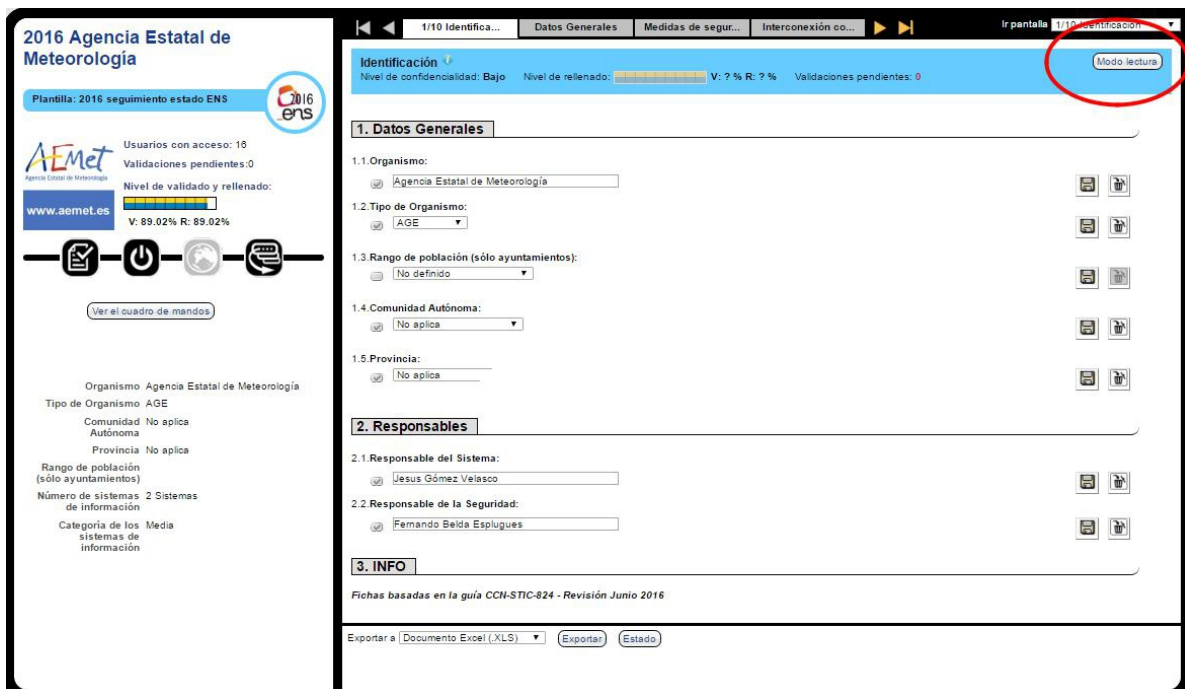 2016 Agencia Estatal de
Meteorología
Plantilla: 2016 seguimiento estado ENS
2016
ens
AEMet
Agencia Estatal de Meteorología
www.aemet.es
Usuarios con acceso: 16
Validaciones pendientes:0
Nivel de validado y rellenado:
V: 89.02% R: 89.02%
Ver el cuadro de mandos
Organismo Agencia Estatal de Meteorología
Tipo de Organismo AGE
Comunidad No aplica
Autónoma
Provincia No aplica
Rango de población
(sólo ayuntamientos)
Número de sistemas 2 Sistemas
de información
Categoría de los Media
sistemas de
información
1/10 Identifica... Datos Generales Medidas de segur... Interconexión co... Ir pantalla 1/10 Identificación
Identificación
Modo lectura
Nivel de confidencialidad: Bajo Nivel de rellenado: V: ? % R: ? % Validaciones pendientes: 0
1. Datos Generales
1.1.Organismo:
Agencia Estatal de Meteorología
1.2.Tipo de Organismo:
AGE
1.3.Rango de población (sólo ayuntamientos):
No definido
1.4.Comunidad Autónoma:
No aplica
1.5.Provincia:
No aplica
2. Responsables
2.1.Responsable del Sistema:
Jesus Gómez Velasco
2.2.Responsable de la Seguridad:
Fernando Belda Esplugues
3. INFO
Fichas basadas en la guía CCN-STIC-824 - Revisión Junio 2016
Exportar a Documento Excel (.XLS) Exportar Estado